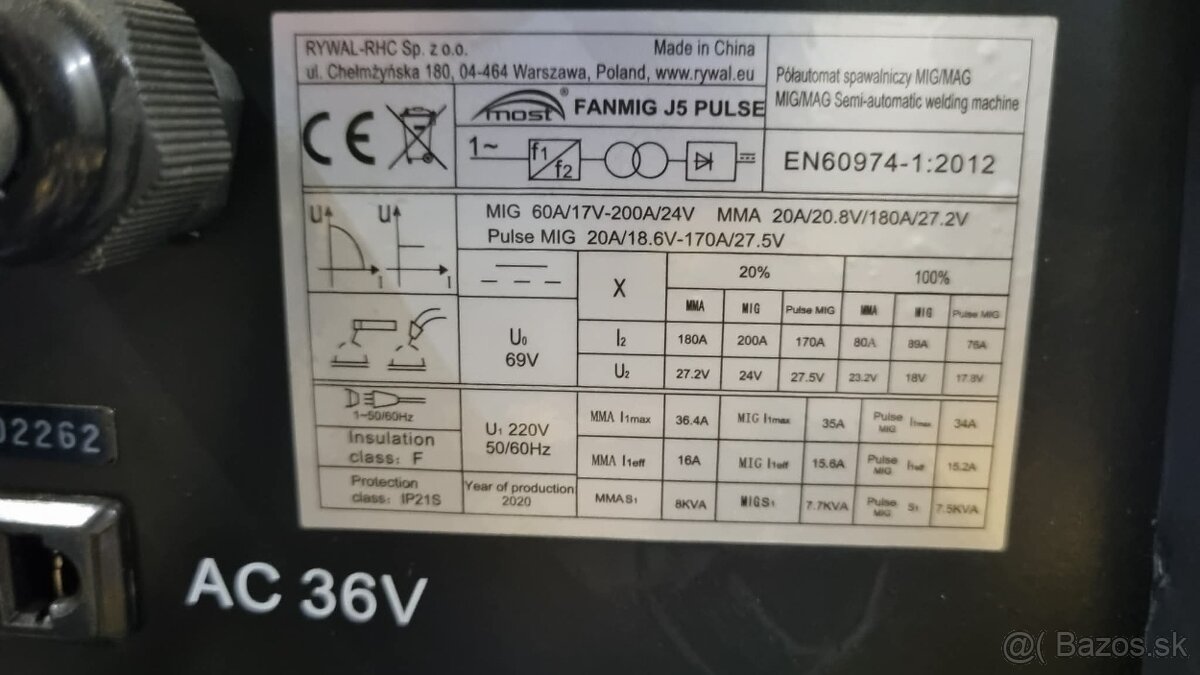 RYWAL-RHC Sp. z o.o. Made in China
ul. Chełmżyńska 180, 04-464 Warszawa, Poland, www.rywal.eu
Półautomat spawalniczy MIG/MAG
MIG/MAG Semi-automatic welding machine
CE
most® FANMIG J5 PULSE
1~ f1 f2
EN60974-1:2012
U I U I
MIG 60A/17V-200A/24V MMA 20A/20.8V/180A/27.2V
Pulse MIG 20A/18.6V-170A/27.5V
X 20% 100%
MMA MIG Pulse MIG MMA MIG Pulse MIG
U0 69V
I2 180A 200A 170A 80A 89A 76A
U2 27.2V 24V 27.5V 23.2V 18V 17.8V
1~50/60Hz
U1 220V
50/60Hz
MMA I1max 36.4A MIG I1max 35A Pulse MIG I1max 34A
Insulation
class: F
MMA I1eff 16A MIG I1eff 15.6A Pulse MIG I1eff 15.2A
Protection
class: IP21S
Year of production
2020
MMA S1 8KVA MIG S1 7.7KVA Pulse MIG S1 7.5KVA
02262
AC 36V
@( Bazos.sk